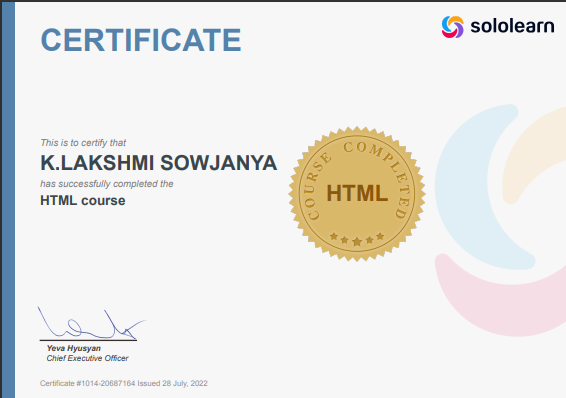 CERTIFICATE
sololearn
This is to certify that
K.LAKSHMI SOWJANYA
has successfully completed the
HTML course
COURSE COMPLETED
HTML
Yeva Hyusyan
Chief Executive Officer
Certificate #1014-20687164 Issued 28 July, 2022